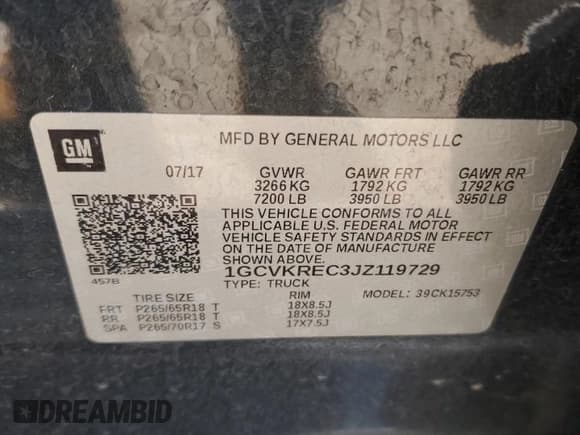 GM
MFD BY GENERAL MOTORS LLC
07/17 GVWR GAWR FRT GAWR RR
3266 KG 1792 KG 1792 KG
7200 LB 3950 LB 3950 LB
THIS VEHICLE CONFORMS TO ALL
APPLICABLE U.S. FEDERAL MOTOR
VEHICLE SAFETY STANDARDS IN EFFECT
ON THE DATE OF MANUFACTURE
SHOWN ABOVE.
457B
1GCVKREC3JZ119729
TYPE: TRUCK MODEL: 39CK15753
TIRE SIZE RIM
FRT P265/65R18 T 18X8.5J
RR P265/65R18 T 18X8.5J
SPA P265/70R17 S 17X7.5J
DREAMBID